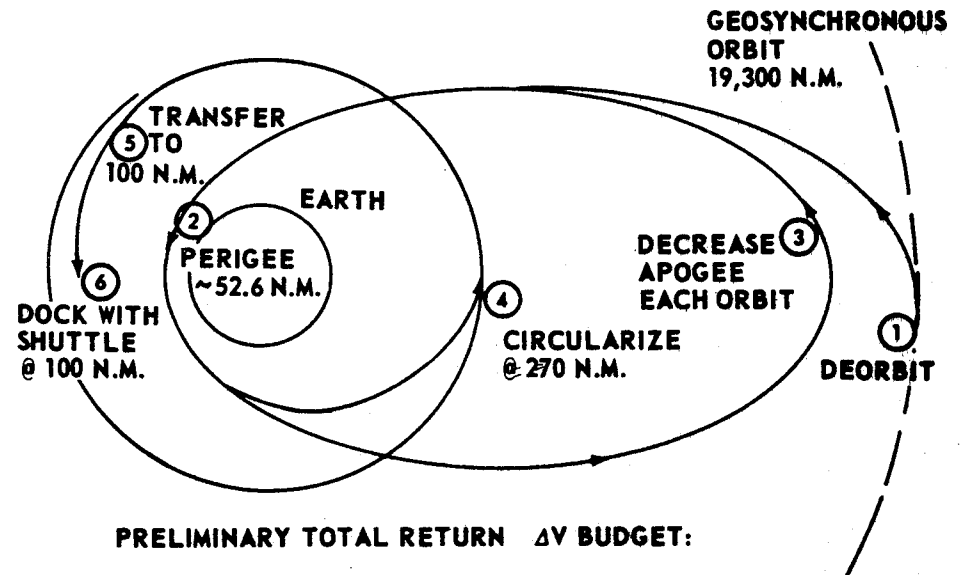 GEOSYNCHRONOUS
ORBIT
19,300 N.M.
TRANSFER
5 TO
100 N.M.
EARTH
2
PERIGEE
~52.6 N.M.
3
DECREASE
APOGEE
EACH ORBIT
6
DOCK WITH
SHUTTLE
@ 100 N.M.
4
CIRCULARIZE
@ 270 N.M.
1
DEORBIT
PRELIMINARY TOTAL RETURN ΔV BUDGET: